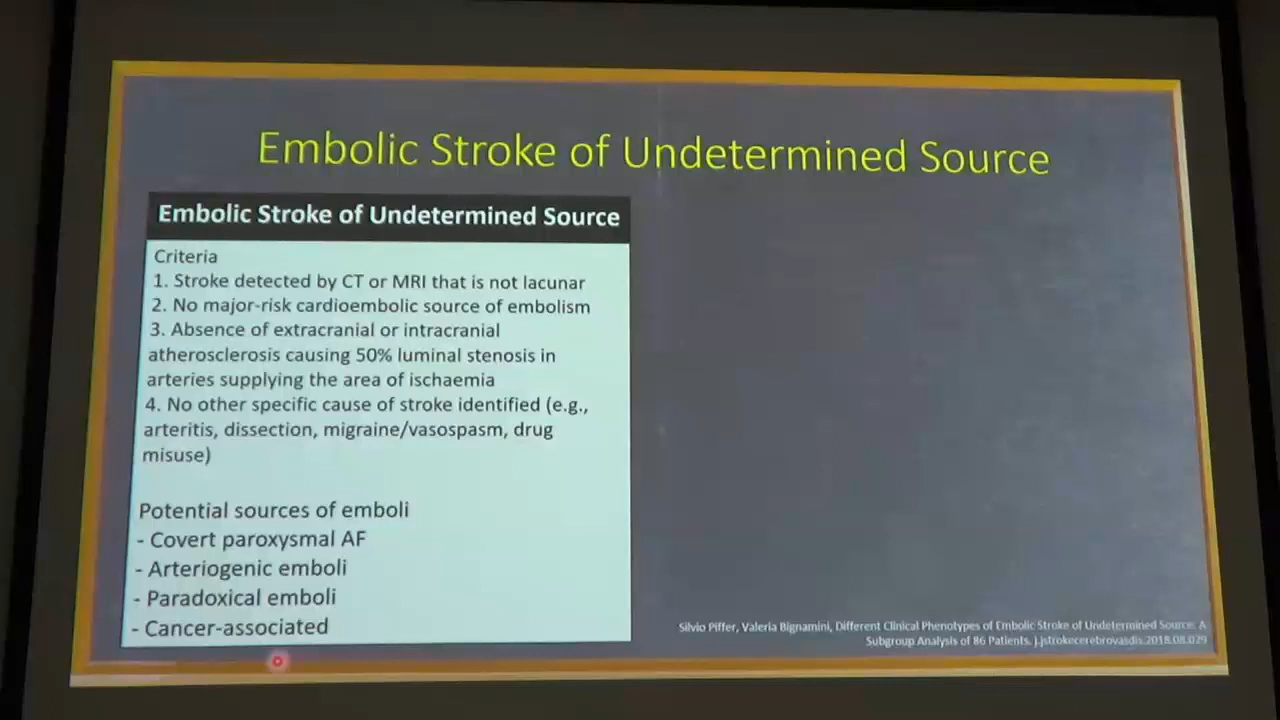 Embolic Stroke of Undetermined Source
Embolic Stroke of Undetermined Source
Criteria
1. Stroke detected by CT or MRI that is not lacunar
2. No major-risk cardioembolic source of embolism
3. Absence of extracranial or intracranial
atherosclerosis causing 50% luminal stenosis in
arteries supplying the area of ischaemia
4. No other specific cause of stroke identified (e.g.,
arteritis, dissection, migraine/vasospasm, drug
misuse)
Potential sources of emboli
- Covert paroxysmal AF
- Arteriogenic emboli
- Paradoxical emboli
- Cancer-associated
Silvio Piffer, Valeria Bignamini, Different Clinical Phenotypes of Embolic Stroke of Undetermined Source. A
Subgroup Analysis of 86 Patients. j.jstrokecerebrovasdis.2018.08.029